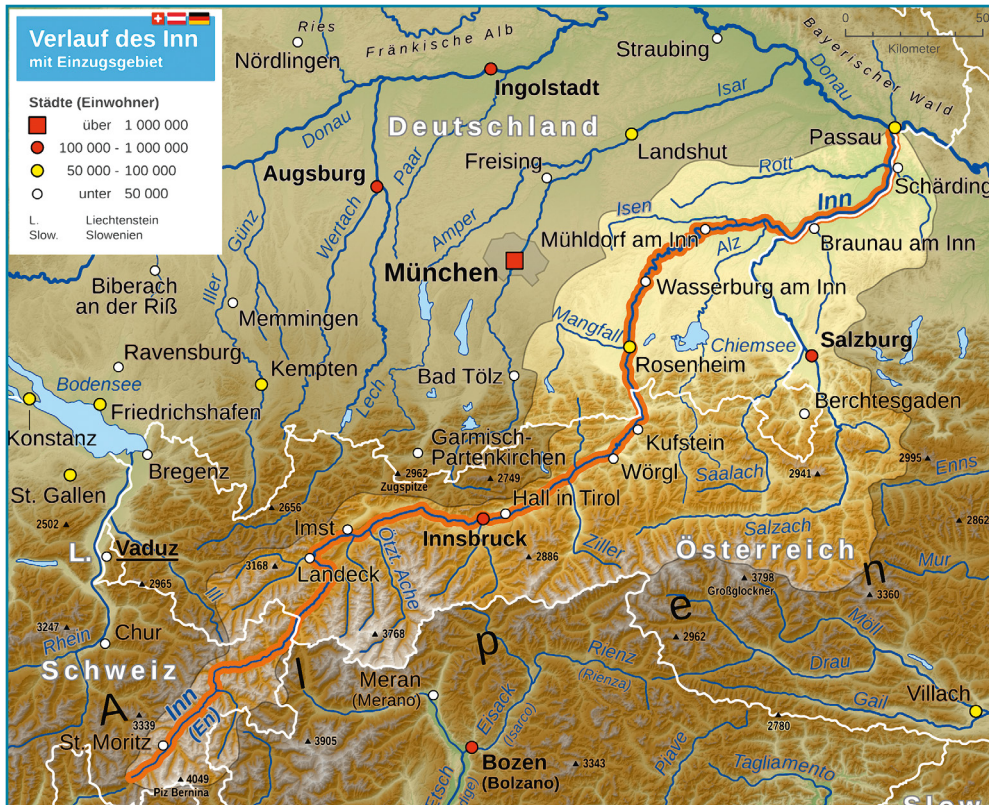 Verlauf des Inn
mit Einzugsgebiet
Städte (Einwohner)
über 1 000 000
100 000 - 1 000 000
50 000 - 100 000
unter 50 000
L. Liechtenstein
Slow. Slowenien
0 50
Kilometer
Ries
Nördlingen
Fränkische Alb
Straubing
Bayerischer Wald
Donau
Ingolstadt
Isar
Donau
Deutschland
Passau
Landshut
Freising
Paar
Augsburg
Rott
Schärding
Inn
Isen
Günz
Wertach
Amper
Mühldorf am Inn
Alz
Braunau am Inn
München
Iller
Biberach
an der Riß
Wasserburg am Inn
Memmingen
Mangfall
Chiemsee
Salzburg
Ravensburg
Rosenheim
Kempten
Bad Tölz
Bodensee
Lech
Friedrichshafen
Berchtesgaden
Konstanz
Garmisch-
Partenkirchen
Kufstein
Bregenz
Wörgl
2995
Enns
St. Gallen
2962
Zugspitze
2749
Saalach
2941
Hall in Tirol
2656
2502
Imst
Innsbruck
Salzach
2862
L.
Vaduz
Ötzt. Ache
2886
Ziller
Österreich
Mur
3168
Landeck
2965
3798
Großglockner
n
3360
Ill
e
3247
Rhein
Chur
3768
p
2962
Möll
Schweiz
l
Rienz
(Rienza)
Drau
Meran
(Merano)
Inn
(En)
Eisack
(Isarco)
Gail
Villach
A
3339
St. Moritz
3905
2780
Piave
Bozen
(Bolzano)
3343
Tagliamento
4049
Piz Bernina
Etsch